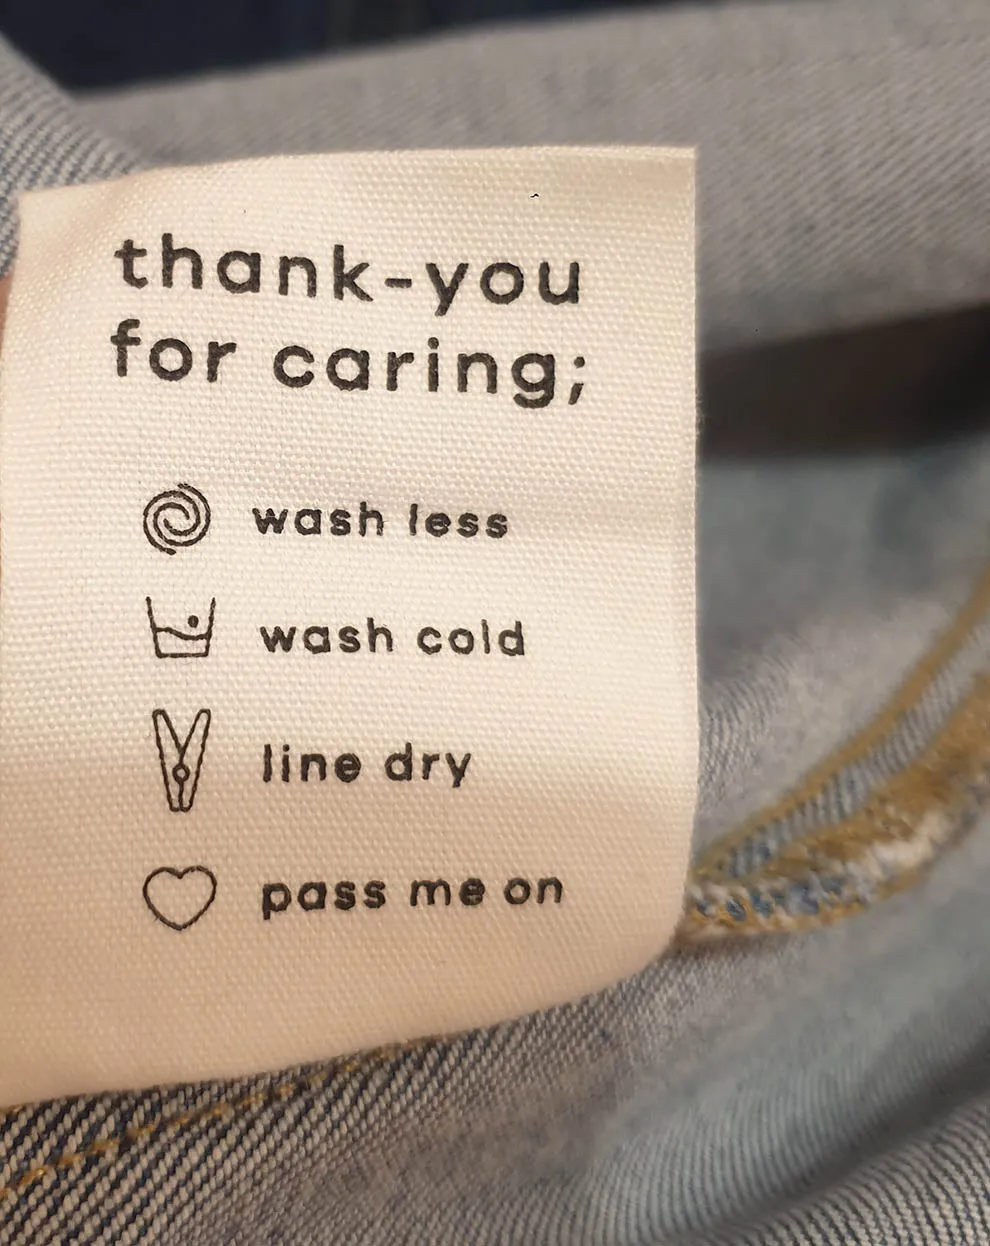 thank-you
for caring;
wash less
wash cold
line dry
pass me on